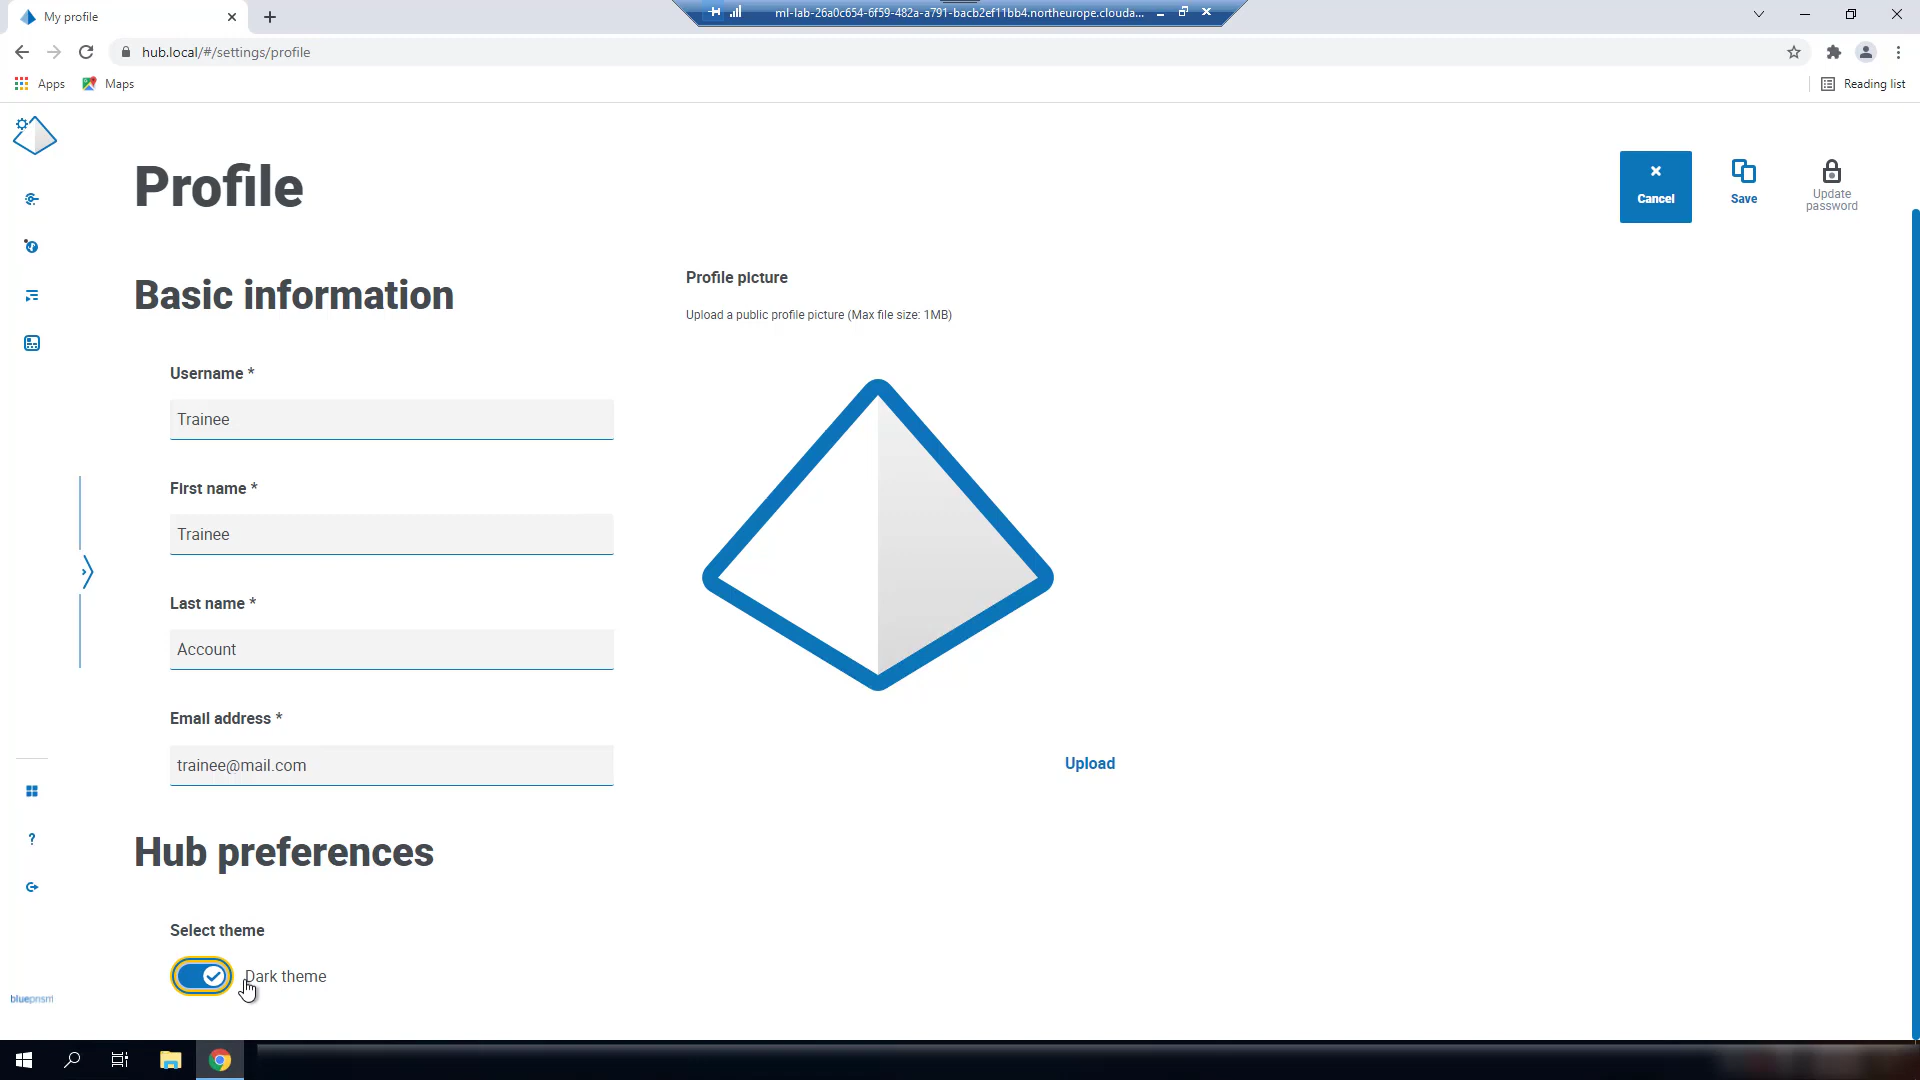 My profile
ml-lab-26a0c654-6f59-482a-a791-bacb2ef11bb4.northeurope.clouda...
hub.local/#/settings/profile
Apps
Maps
Reading list
Profile
Cancel
Save
Update
password
Basic information
Profile picture
Upload a public profile picture (Max file size: 1MB)
Username *
Trainee
First name *
Trainee
Last name *
Account
Email address *
trainee@mail.com
Upload
Hub preferences
Select theme
Dark theme
blueprism